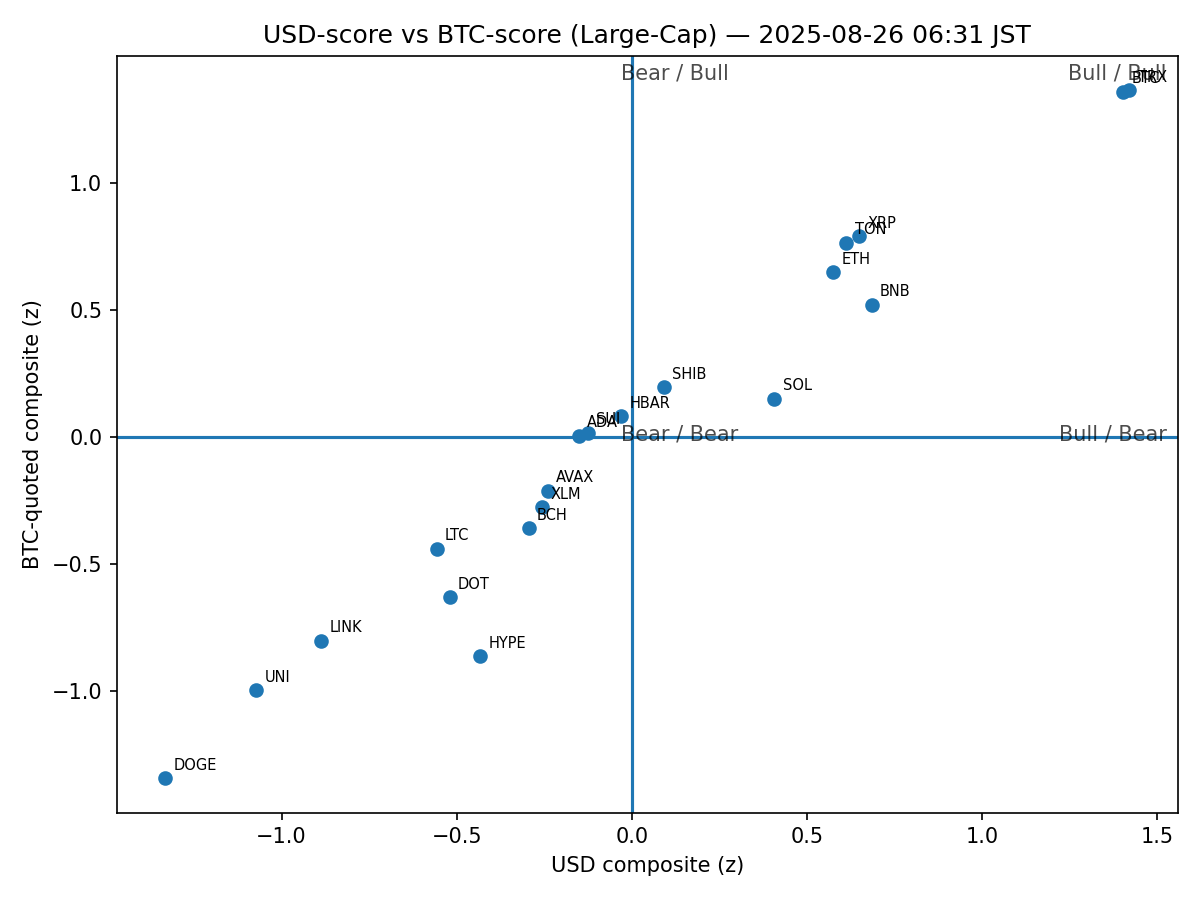 USD-score vs BTC-score (Large-Cap) — 2025-08-26 06:31 JST
Bear / Bull
Bull / Bull
BTC
TRX
1.0
XRP
TON
ETH
BNB
0.5
SHIB
SOL
HBAR
SUI
ADA
0.0
Bear / Bear
Bull / Bear
AVAX
XLM
BCH
LTC
−0.5
DOT
LINK
HYPE
UNI
−1.0
DOGE
−1.0
−0.5
0.0
0.5
1.0
1.5
USD composite (z)
BTC-quoted composite (z)